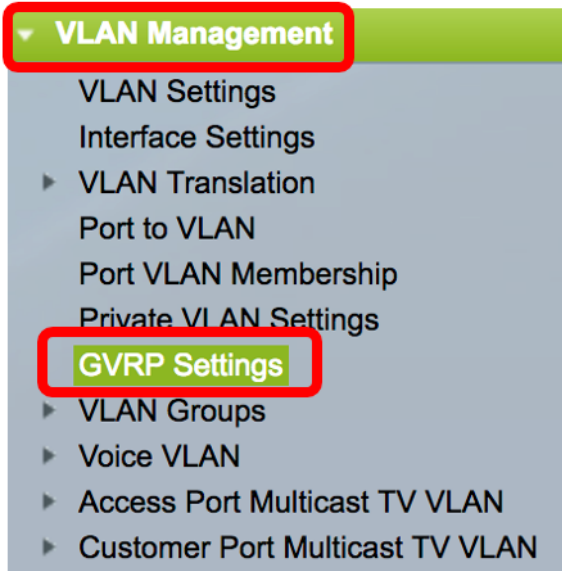 VLAN Management
VLAN Settings
Interface Settings
VLAN Translation
Port to VLAN
Port VLAN Membership
Private VLAN Settings
GVRP Settings
VLAN Groups
Voice VLAN
Access Port Multicast TV VLAN
Customer Port Multicast TV VLAN